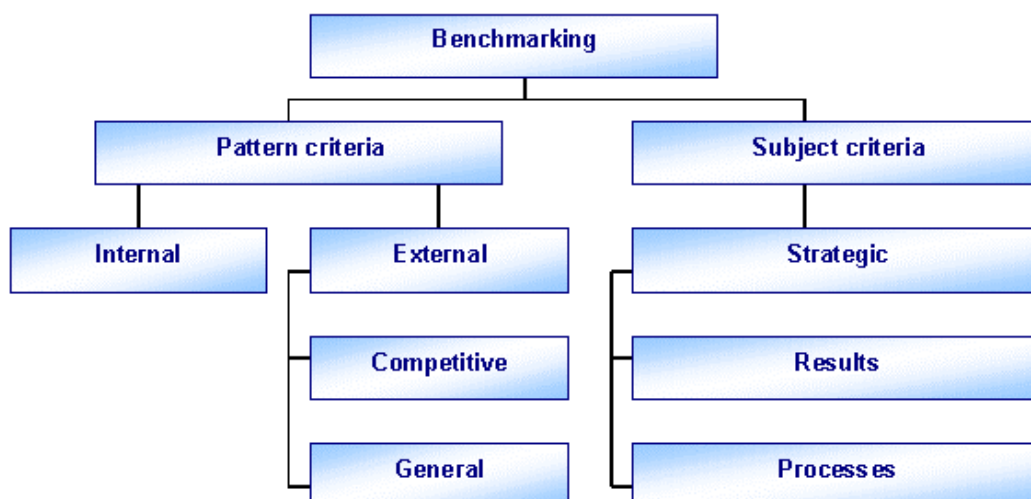 Benchmarking
Pattern criteria
Subject criteria
Internal
External
Strategic
Competitive
Results
General
Processes